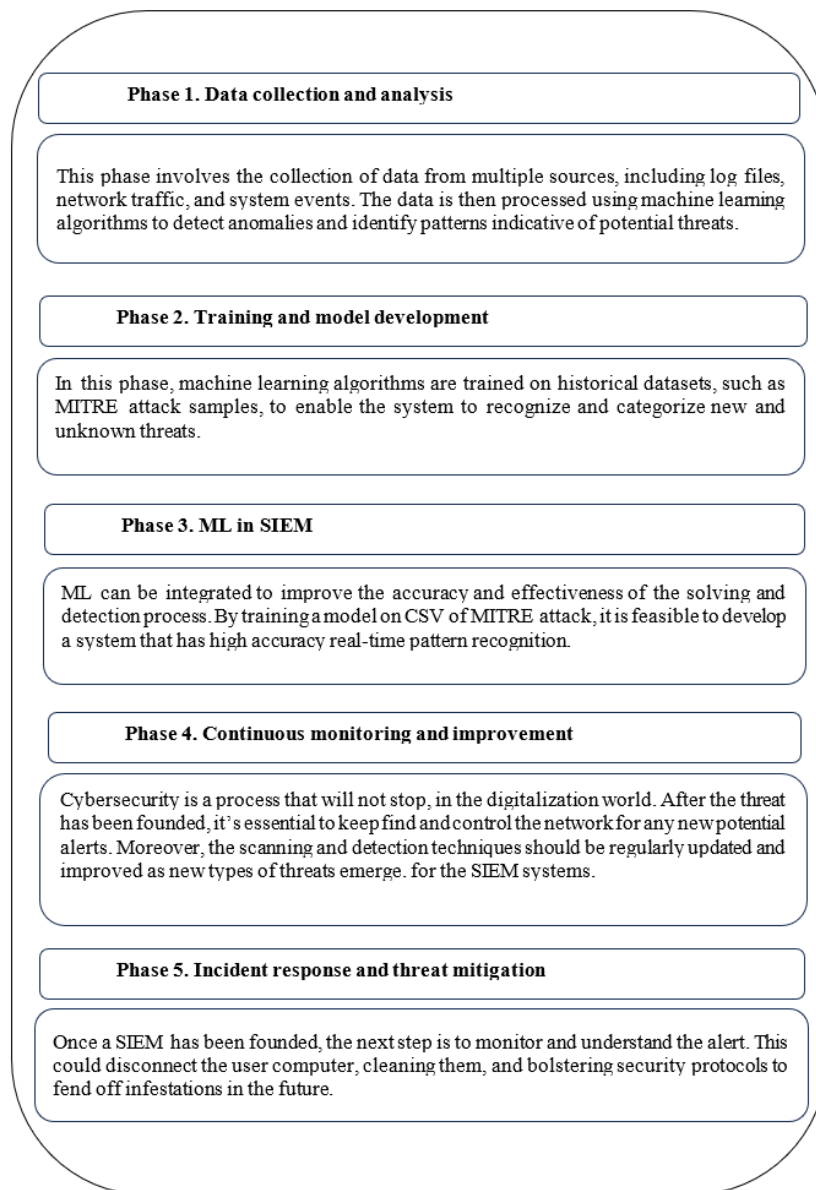 Phase 1. Data collection and analysis
This phase involves the collection of data from multiple sources, including log files,
network traffic, and system events. The data is then processed using machine learning
algorithms to detect anomalies and identify patterns indicative of potential threats.
Phase 2. Training and model development
In this phase, machine learning algorithms are trained on historical datasets, such as
MITRE attack samples, to enable the system to recognize and categorize new and
unknown threats.
Phase 3. ML in SIEM
ML can be integrated to improve the accuracy and effectiveness of the solving and
detection process. By training a model on CSV of MITRE attack, it is feasible to develop
a system that has high accuracy real-time pattern recognition.
Phase 4. Continuous monitoring and improvement
Cybersecurity is a process that will not stop, in the digitalization world. After the threat
has been founded, it’s essential to keep find and control the network for any new potential
alerts. Moreover, the scanning and detection techniques should be regularly updated and
improved as new types of threats emerge. for the SIEM systems.
Phase 5. Incident response and threat mitigation
Once a SIEM has been founded, the next step is to monitor and understand the alert. This
could disconnect the user computer, cleaning them, and bolstering security protocols to
fend off infestations in the future.